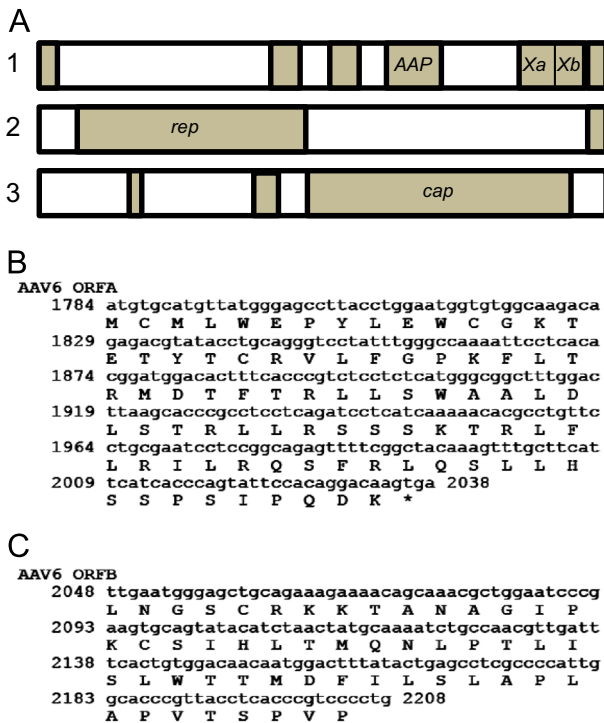 A
1 AAP Xa Xb
2 rep
3 cap
B
AAV6 ORFA
1784 atgtgcatgttatgggagccttacctggaatggtgtggcaagaca
M C M L W E P Y L E W C G K T
1829 gagacgtatacctgcagggtcctatttgggccaaaattcctcaca
E T Y T C R V L F G P K F L T
1874 cggatggacactttcacccgtctcctctcatgggcggctttggac
R M D T F T R L L S W A A L D
1919 ttaagcacccgcctcctcagatcctcatcaaaaacacgcctgttc
L S T R L L R S S S K T R L F
1964 ctgcgaatcctccggcagagttttcggctacaaagtttgcttcat
L R I L R Q S F R L Q S L L H
2009 tcatcacccagtattccacaggacaagtga 2038
S S P S I P Q D K *
C
AAV6 ORFB
2048 ttgaatgggagctgcagaaagaaaacagcaaacgctggaatcccg
L N G S C R K K T A N A G I P
2093 aagtgcagtatacatctaactatgcaaaatctgccaacgttgatt
K C S I H L T M Q N L P T L I
2138 tcactgtggacaacaatggactttatactgagcctcgccccattg
S L W T T M D F I L S L A P L
2183 gcacccgttacctcacccgtcccctg 2208
A P V T S P V P